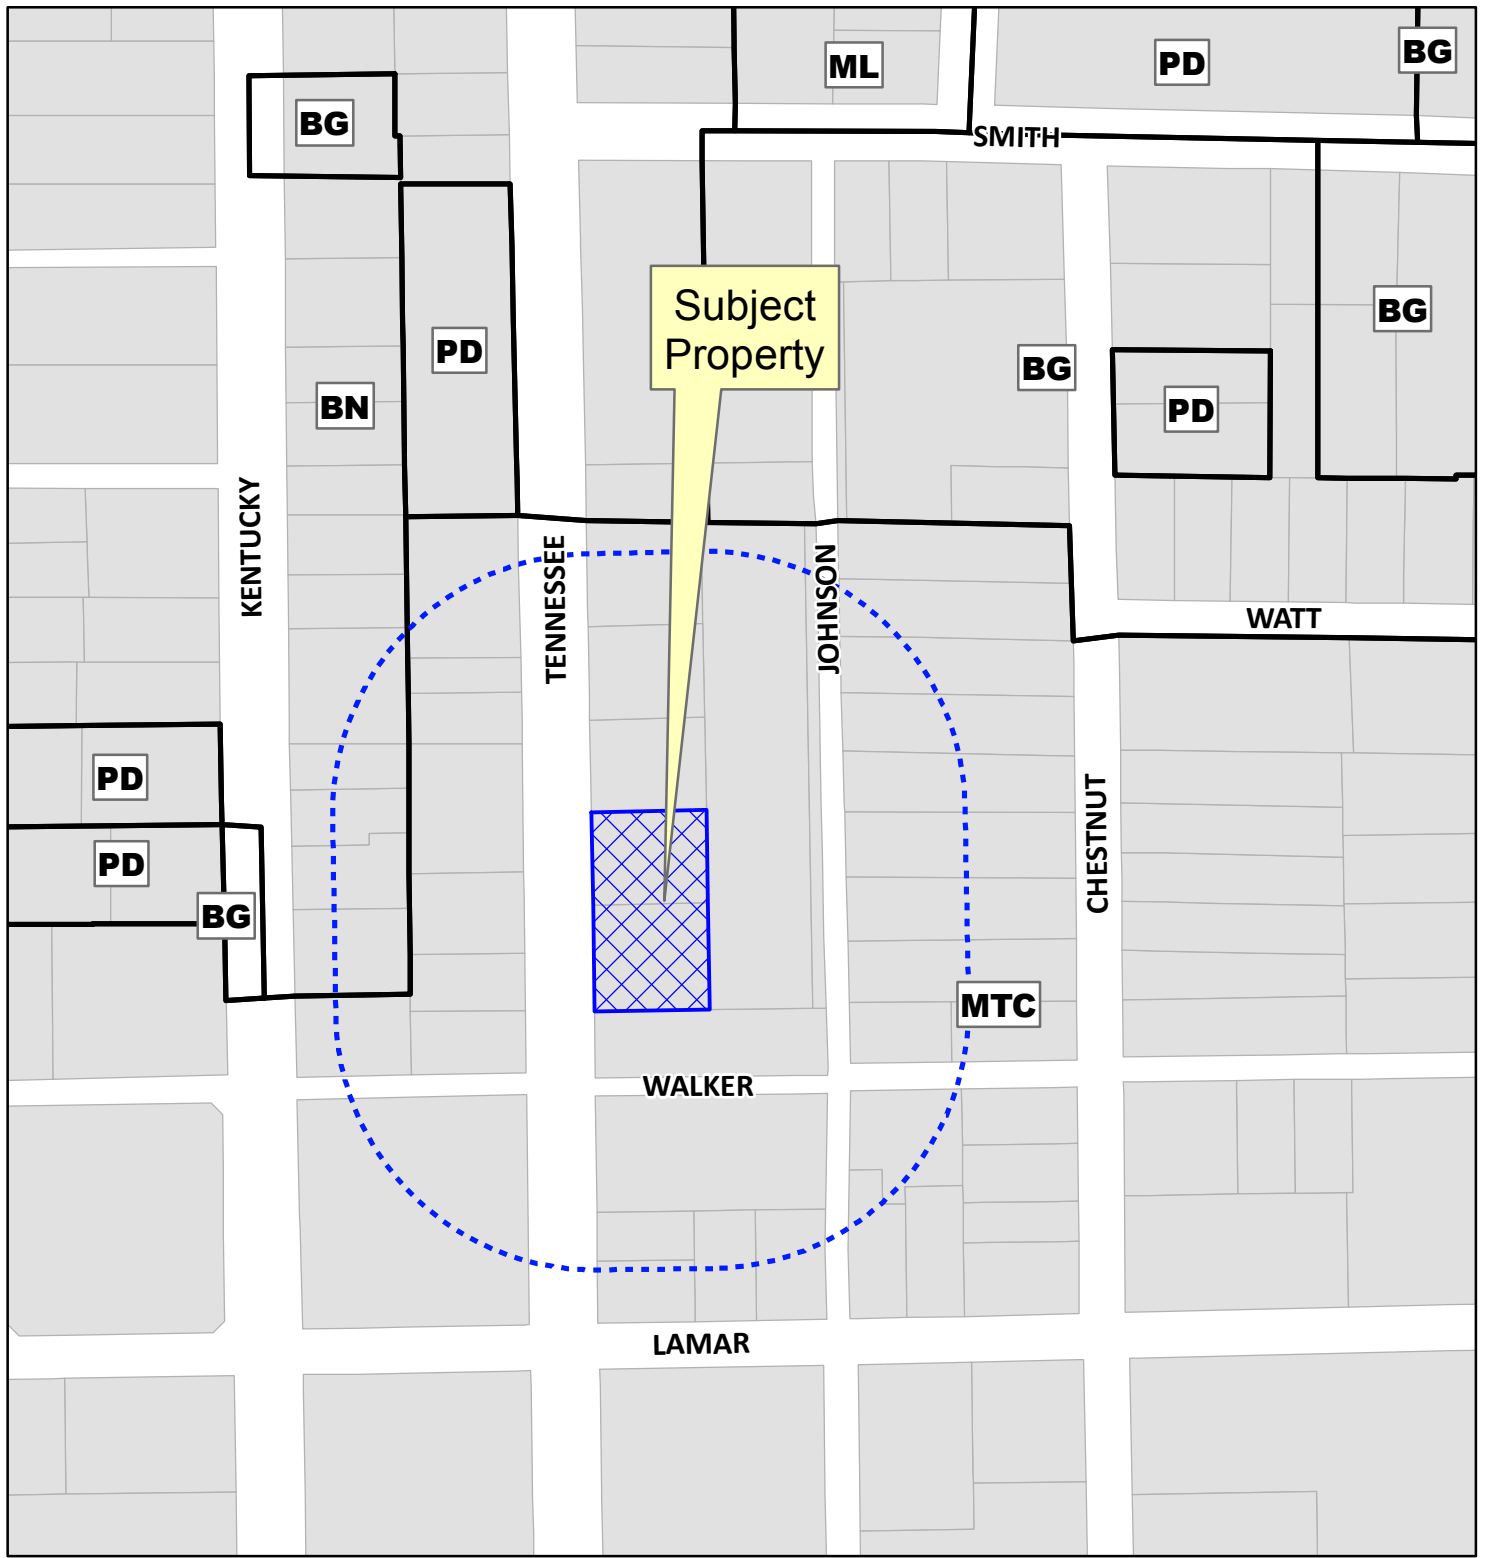 BG
ML
PD
BG
SMITH
Subject
Property
BG
PD
BG
BN
PD
KENTUCKY
TENNESSEE
JOHNSON
WATT
PD
CHESTNUT
PD
BG
MTC
WALKER
LAMAR